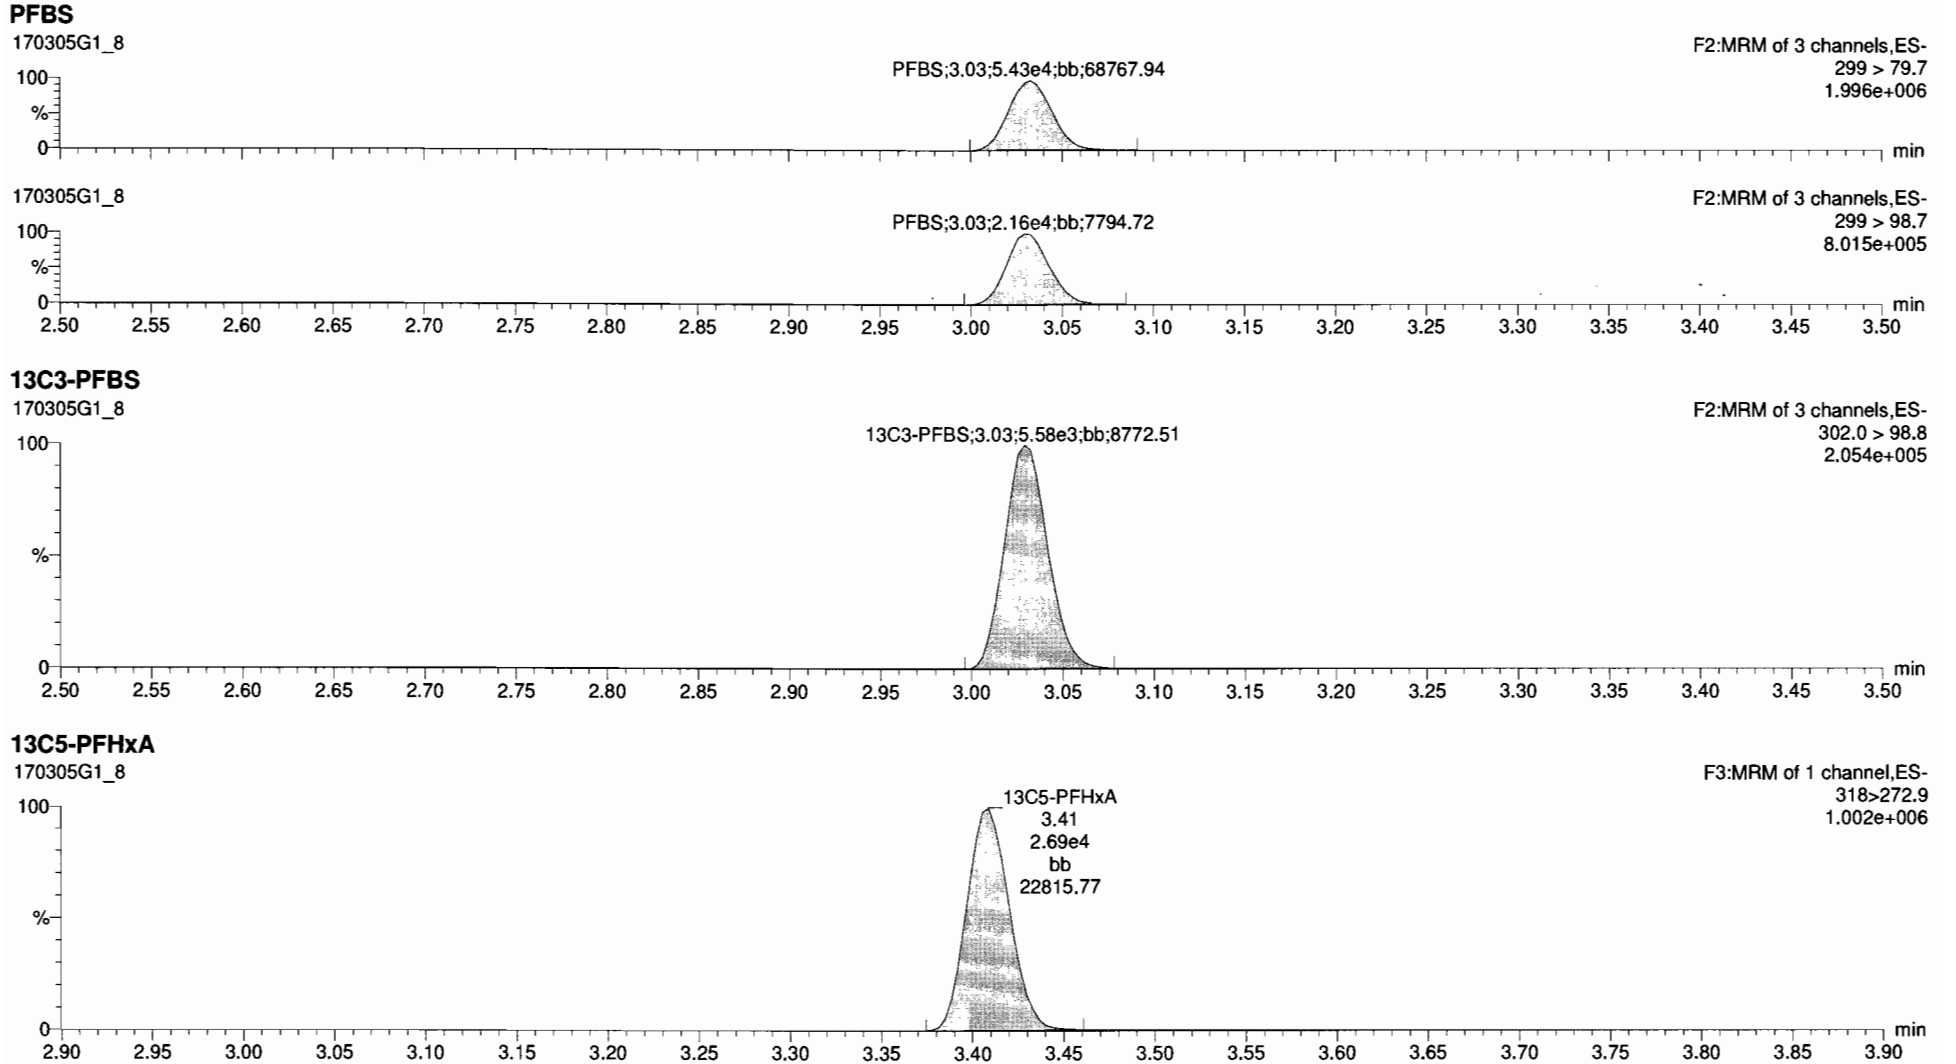 PFBS
170305G1_8
F2:MRM of 3 channels,ES-
299 > 79.7
1.996e+006
PFBS;3.03;5.43e4;bb;68767.94
100
%
0
min
170305G1_8
F2:MRM of 3 channels,ES-
299 > 98.7
8.015e+005
PFBS;3.03;2.16e4;bb;7794.72
100
%
0
min
2.50 2.55 2.60 2.65 2.70 2.75 2.80 2.85 2.90 2.95 3.00 3.05 3.10 3.15 3.20 3.25 3.30 3.35 3.40 3.45 3.50
13C3-PFBS
170305G1_8
F2:MRM of 3 channels,ES-
302.0 > 98.8
2.054e+005
13C3-PFBS;3.03;5.58e3;bb;8772.51
100
%
0
min
2.50 2.55 2.60 2.65 2.70 2.75 2.80 2.85 2.90 2.95 3.00 3.05 3.10 3.15 3.20 3.25 3.30 3.35 3.40 3.45 3.50
13C5-PFHxA
170305G1_8
F3:MRM of 1 channel,ES-
318>272.9
1.002e+006
100
13C5-PFHxA
3.41
2.69e4
bb
22815.77
%
0
min
2.90 2.95 3.00 3.05 3.10 3.15 3.20 3.25 3.30 3.35 3.40 3.45 3.50 3.55 3.60 3.65 3.70 3.75 3.80 3.85 3.90